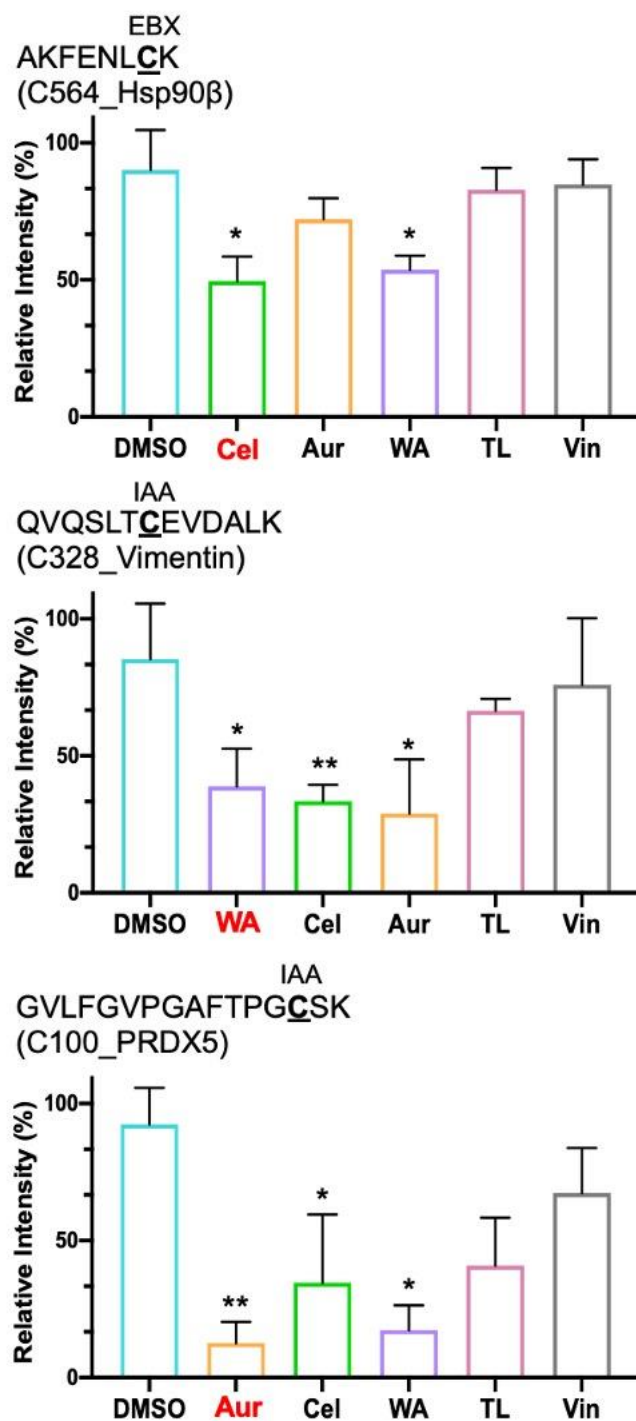 EBX
AKFENLCK
(C564_Hsp90β)
Relative Intensity (%)
100
50
0
*
*
DMSO Cel Aur WA TL Vin
IAA
QVQSLTCEVDALK
(C328_Vimentin)
Relative Intensity (%)
100
50
0
*
**
*
DMSO WA Cel Aur TL Vin
IAA
GVLFGVPGAFTPGCSK
(C100_PRDX5)
Relative Intensity (%)
100
50
0
**
*
*
DMSO Aur Cel WA TL Vin